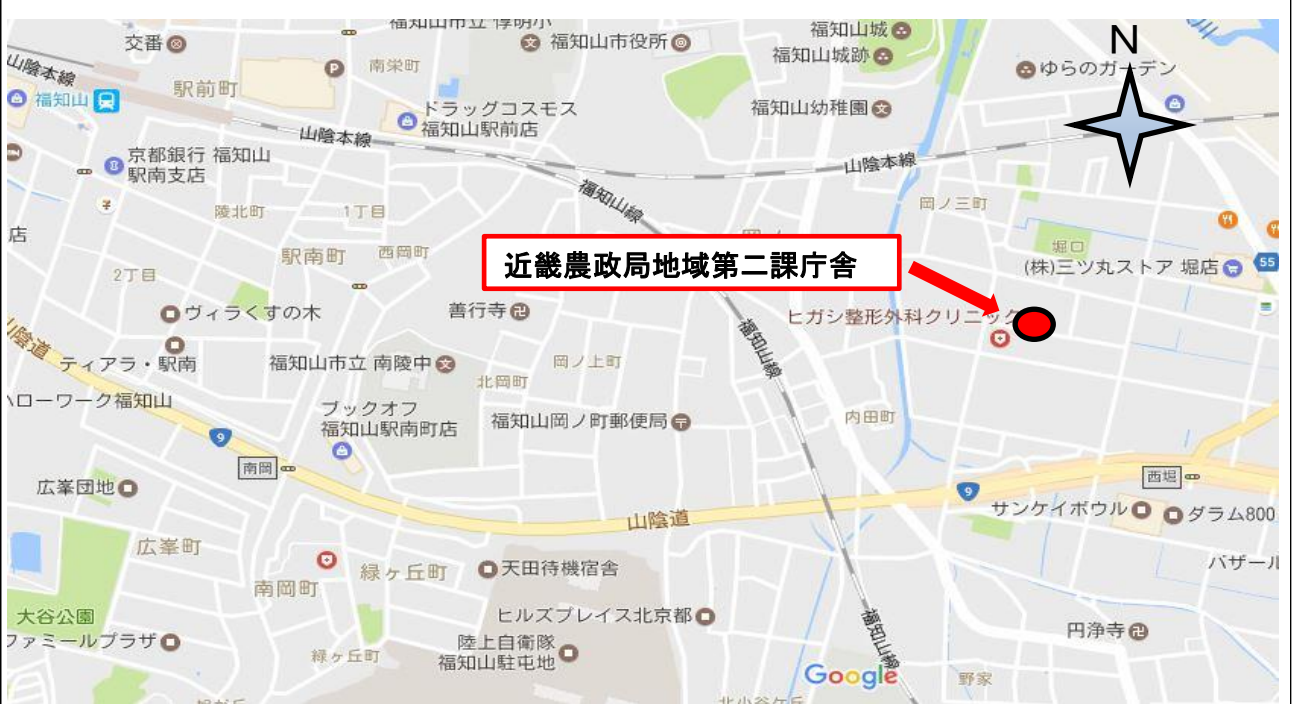 福知山市立 惇明小
福知山城
N
交番
福知山市役所
福知山城跡
ゆらのガーデン
山陰本線
南栄町
P
駅前町
福知山
ドラッグコスモス
福知山駅前店
福知山幼稚園
山陰本線
京都銀行 福知山
駅南支店
山陰本線
福知山線
陵北町
1丁目
岡ノ三町
店
駅南町
西岡町
堀口
近畿農政局地域第二課庁舎
(株)三ツ丸ストア 堀店
55
2丁目
ヴィラくすの木
善行寺
ヒガシ整形外科クリニック
福知山線
山陰道
ティアラ・駅南
福知山市立 南陵中
岡ノ上町
北岡町
ハローワーク福知山
ブックオフ
福知山駅南町店
福知山岡ノ町郵便局
内田町
9
南岡
西堀
広峯団地
9
サンケイボウル
ダラム800
山陰道
広峯町
緑ヶ丘町
天田待機宿舎
バザール
南岡町
大谷公園
ヒルズプレイス北京都
福知山線
円浄寺
ファミールプラザ
陸上自衛隊
福知山駐屯地
緑ヶ丘町
Google
野家